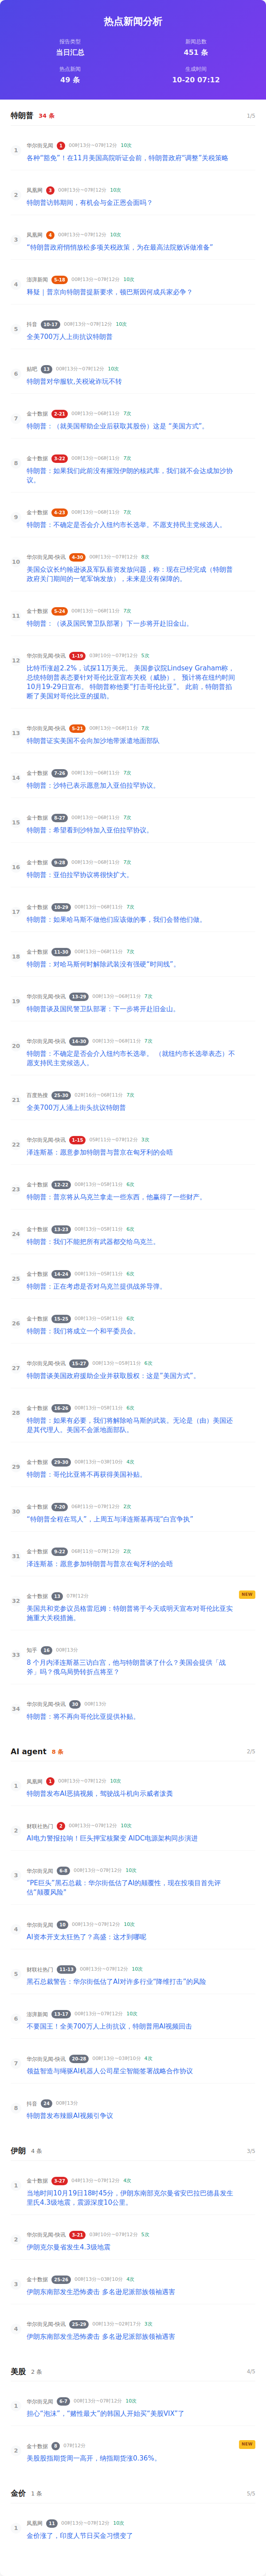 热点新闻分析
报告类型
新闻总数
当日汇总
451 条
热点新闻
生成时间
49 条
10-20 07:12
特朗普 34 条 1/5
1
华尔街见闻 1 00时13分~07时12分 10次
各种“豁免”！在11月美国高院听证会前，特朗普政府“调整”关税策略
2
凤凰网 3 00时13分~07时12分 10次
特朗普访韩期间，有机会与金正恩会面吗？
3
凤凰网 4 00时13分~07时12分 10次
“特朗普政府悄悄放松多项关税政策，为在最高法院败诉做准备”
4
澎湃新闻 5-18 00时13分~07时12分 10次
释疑｜普京向特朗普提新要求，顿巴斯因何成兵家必争？
5
抖音 10-17 00时13分~07时12分 10次
全美700万人上街抗议特朗普
6
贴吧 13 00时13分~07时12分 10次
特朗普对华服软,关税讹诈玩不转
7
金十数据 2-21 00时13分~06时11分 7次
特朗普：（就美国帮助企业后获取其股份）这是 “美国方式”。
8
金十数据 3-22 00时13分~06时11分 7次
特朗普：如果我们此前没有摧毁伊朗的核武库，我们就不会达成加沙协
议。
9
金十数据 4-23 00时13分~06时11分 7次
特朗普：不确定是否会介入纽约市长选举。不愿支持民主党候选人。
10
华尔街见闻-快讯 4-30 00时13分~07时12分 8次
美国众议长约翰逊谈及军队薪资发放问题，称：现在已经完成（特朗普
政府关门期间的一笔军饷发放），未来是没有保障的。
11
金十数据 5-24 00时13分~06时11分 7次
特朗普：（谈及国民警卫队部署）下一步将开赴旧金山。
12
华尔街见闻-快讯 1-19 03时10分~07时12分 5次
比特币涨超2.2%，试探11万美元。 美国参议院Lindsey Graham称，
总统特朗普表态要针对哥伦比亚宣布关税（威胁）。 预计将在纽约时间
10月19-29日宣布。 特朗普称他要“打击哥伦比亚”。 此前，特朗普掐
断了美国对哥伦比亚的援助。
13
华尔街见闻-快讯 5-21 00时13分~06时11分 7次
特朗普证实美国不会向加沙地带派遣地面部队
14
金十数据 7-26 00时13分~06时11分 7次
特朗普：沙特已表示愿意加入亚伯拉罕协议。
15
金十数据 8-27 00时13分~06时11分 7次
特朗普：希望看到沙特加入亚伯拉罕协议。
16
金十数据 9-28 00时13分~06时11分 7次
特朗普：亚伯拉罕协议将很快扩大。
17
金十数据 10-29 00时13分~06时11分 7次
特朗普：如果哈马斯不做他们应该做的事，我们会替他们做。
18
金十数据 11-30 00时13分~06时11分 7次
特朗普：对哈马斯何时解除武装没有强硬“时间线”。
19
华尔街见闻-快讯 13-29 00时13分~06时11分 7次
特朗普谈及国民警卫队部署：下一步将开赴旧金山。
20
华尔街见闻-快讯 14-30 00时13分~06时11分 7次
特朗普：不确定是否会介入纽约市长选举。 （就纽约市长选举表态）不
愿支持民主党候选人。
21
百度热搜 25-30 02时16分~06时11分 7次
全美700万人涌上街头抗议特朗普
22
华尔街见闻-快讯 1-15 05时11分~07时12分 3次
泽连斯基：愿意参加特朗普与普京在匈牙利的会晤
23
金十数据 12-22 00时13分~05时11分 6次
特朗普：普京将从乌克兰拿走一些东西，他赢得了一些财产。
24
金十数据 13-23 00时13分~05时11分 6次
特朗普：我们不能把所有武器都交给乌克兰。
25
金十数据 14-24 00时13分~05时11分 6次
特朗普：正在考虑是否对乌克兰提供战斧导弹。
26
金十数据 15-25 00时13分~05时11分 6次
特朗普：我们将成立一个和平委员会。
27
华尔街见闻-快讯 15-27 00时13分~05时11分 6次
特朗普谈美国政府援助企业并获取股权：这是“美国方式”。
28
金十数据 16-26 00时13分~05时11分 6次
特朗普：如果有必要，我们将解除哈马斯的武装。无论是（由）美国还
是其代理人。美国不会派地面部队。
29
金十数据 29-30 00时13分~03时10分 4次
特朗普：哥伦比亚将不再获得美国补贴。
30
金十数据 7-20 06时11分~07时12分 2次
“特朗普全程在骂人”，上周五与泽连斯基再现“白宫争执”
31
金十数据 9-22 06时11分~07时12分 2次
泽连斯基：愿意参加特朗普与普京在匈牙利的会晤
32
金十数据 13 07时12分 NEW
美国共和党参议员格雷厄姆：特朗普将于今天或明天宣布对哥伦比亚实
施重大关税措施。
33
知乎 16 00时13分
8 个月内泽连斯基三访白宫，他与特朗普谈了什么？美国会提供「战
斧」吗？俄乌局势转折点将至？
34
华尔街见闻-快讯 30 00时13分
特朗普：将不再向哥伦比亚提供补贴。
AI agent 8 条 2/5
1
凤凰网 1 00时13分~07时12分 10次
特朗普发布AI恶搞视频，驾驶战斗机向示威者泼粪
2
财联社热门 2 00时13分~07时12分 10次
AI电力警报拉响！巨头押宝核聚变 AIDC电源架构同步演进
3
华尔街见闻 6-8 00时13分~07时12分 10次
“PE巨头”黑石总裁：华尔街低估了AI的颠覆性，现在投项目首先评
估“颠覆风险”
4
华尔街见闻 10 00时13分~07时12分 10次
AI资本开支太狂热了？高盛：这才到哪呢
5
财联社热门 11-13 00时13分~07时12分 10次
黑石总裁警告：华尔街低估了AI对许多行业“降维打击”的风险
6
澎湃新闻 13-17 00时13分~07时12分 10次
不要国王！全美700万人上街抗议，特朗普用AI视频回击
7
华尔街见闻-快讯 20-28 00时13分~03时10分 4次
领益智造与绳驱AI机器人公司星尘智能签署战略合作协议
8
抖音 24 00时13分
特朗普发布辣眼AI视频引争议
伊朗 4 条 3/5
1
金十数据 3-27 04时13分~07时12分 4次
当地时间10月19日18时45分，伊朗东南部克尔曼省安巴拉巴德县发生
里氏4.3级地震，震源深度10公里。
2
华尔街见闻-快讯 3-21 03时10分~07时12分 5次
伊朗克尔曼省发生4.3级地震
3
金十数据 25-26 00时13分~03时10分 4次
伊朗东南部发生恐怖袭击 多名逊尼派部族领袖遇害
4
华尔街见闻-快讯 25-29 00时13分~02时17分 3次
伊朗东南部发生恐怖袭击 多名逊尼派部族领袖遇害
美股 2 条 4/5
1
华尔街见闻 6-7 00时13分~07时12分 10次
担心“泡沫”，“赌性最大”的韩国人开始买“美股VIX”了
2
金十数据 8 07时12分 NEW
美股股指期货周一高开，纳指期货涨0.36%。
金价 1 条 5/5
1
凤凰网 11 00时13分~07时12分 10次
金价涨了，印度人节日买金习惯变了